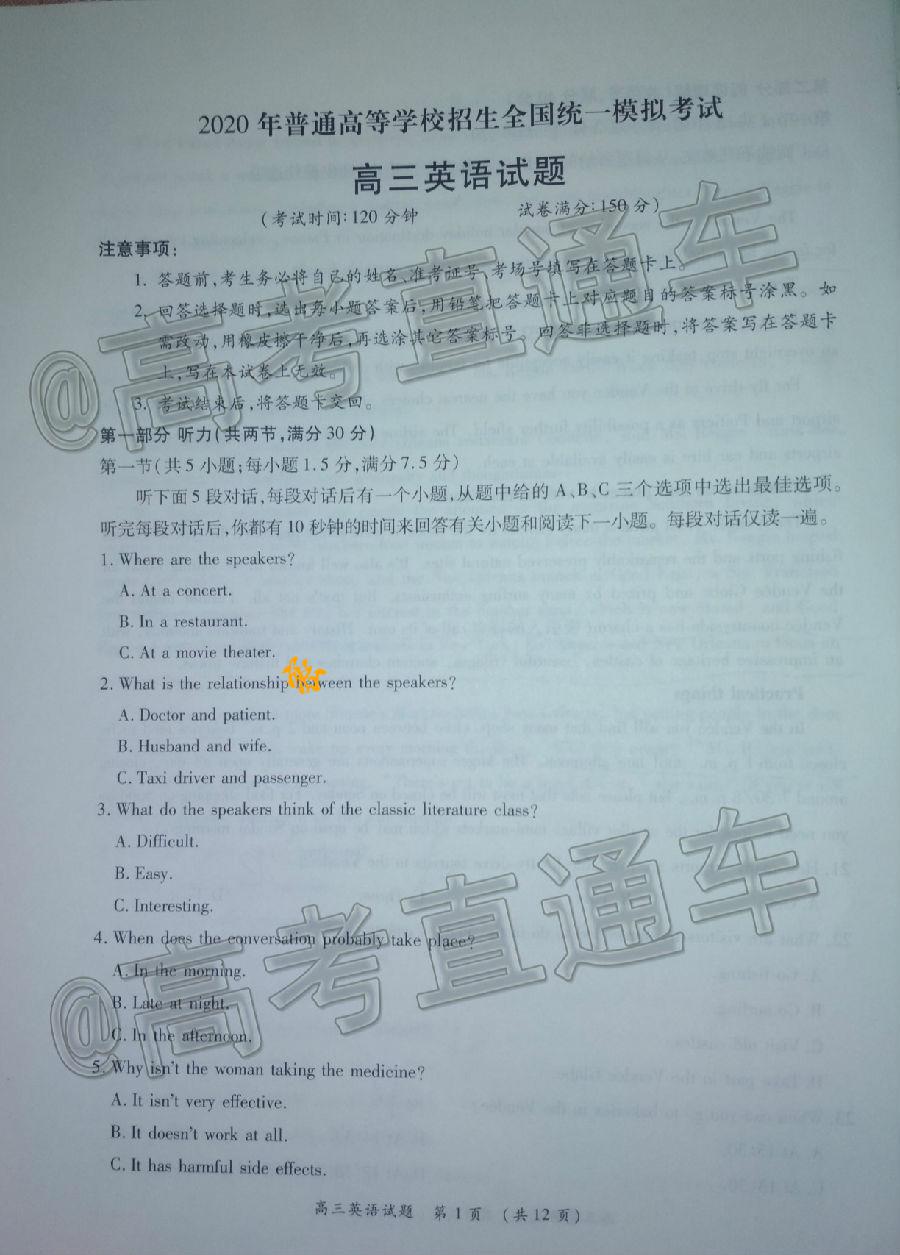 2020年普通高等学校招生全国统一模拟考试
高三英语试题
(考试时间:120分钟 试卷满分:150分)
注意事项:
1. 答题前,考生务必将自己的姓名、准考证号、考场号填写在答题卡上。
2. 回答选择题时,选出每小题答案后,用铅笔把答题卡上对应题目的答案标号涂黑。如
需改动,用橡皮擦干净后,再选涂其它答案标号。回答非选择题时,将答案写在答题卡
上,写在本试卷上无效。
3. 考试结束后,将答题卡交回。
@高考直通车
第一部分 听力(共两节,满分30分)
第一节(共5小题;每小题1.5分,满分7.5分)
听下面5段对话,每段对话后有一个小题,从题中给的A、B、C三个选项中选出最佳选项。
听完每段对话后,你都有10秒钟的时间来回答有关小题和阅读下一小题。每段对话仅读一遍。
1. Where are the speakers?
A. At a concert.
B. In a restaurant.
C. At a movie theater.
2. What is the relationship between the speakers?
A. Doctor and patient.
B. Husband and wife.
C. Taxi driver and passenger.
3. What do the speakers think of the classic literature class?
A. Difficult.
B. Easy.
C. Interesting.
4. When does the conversation probably take place?
A. In the morning.
B. Late at night.
C. In the afternoon.
@高考直通车
5. Why isn't the woman taking the medicine?
A. It isn't very effective.
B. It doesn't work at all.
C. It has harmful side effects.
高三英语试题 第1页 (共12页)